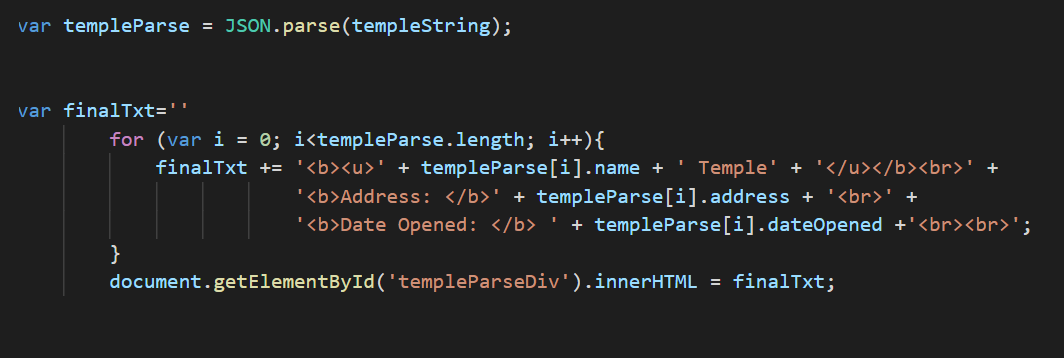 var templeParse = JSON.parse(templeString);
var finalTxt=''
for (var i = 0; i<templeParse.length; i++){
finalTxt += '<b><u>' + templeParse[i].name + ' Temple' + '</u></b><br>' +
'<b>Address: </b>' + templeParse[i].address + '<br>' +
'<b>Date Opened: </b> ' + templeParse[i].dateOpened +'<br><br>';
}
document.getElementById('templeParseDiv').innerHTML = finalTxt;